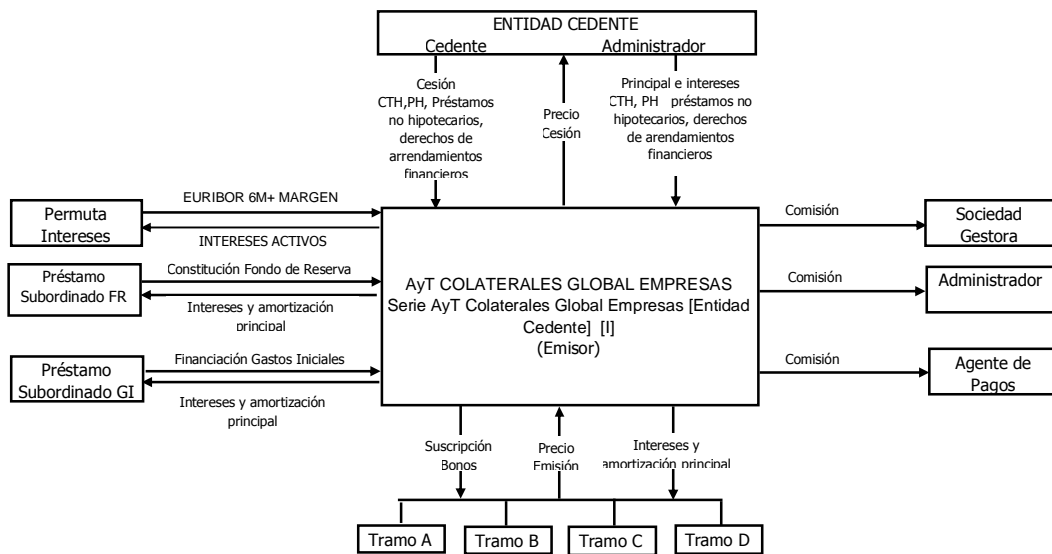 ENTIDAD CEDENTE
Cedente
Administrador
Cesión
CTH,PH, Préstamos
no hipotecarios,
derechos de
arrendamientos
financieros
Precio
Cesión
Principal e intereses
CTH, PH préstamos no
hipotecarios, derechos
de arrendamientos
financieros
Permuta
Intereses
EURIBOR 6M+ MARGEN
INTERESES ACTIVOS
Préstamo
Subordinado FR
Constitución Fondo de Reserva
Intereses y amortización
principal
Préstamo
Subordinado GI
Financiación Gastos Iniciales
Intereses y amortización
principal
AyT COLATERALES GLOBAL EMPRESAS
Serie AyT Colaterales Global Empresas [Entidad
Cedente] [I]
(Emisor)
Comisión
Sociedad
Gestora
Comisión
Administrador
Comisión
Agente de
Pagos
Suscripción
Bonos
Precio
Emisión
Intereses y
amortización principal
Tramo A
Tramo B
Tramo C
Tramo D